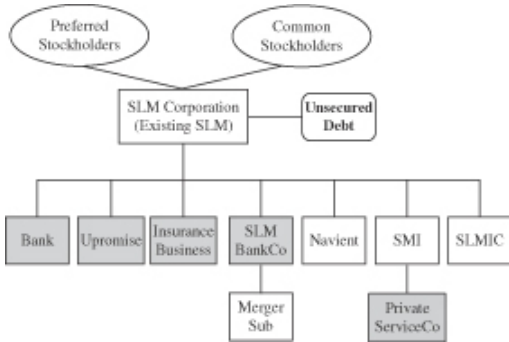 Preferred
Stockholders
Common
Stockholders
SLM Corporation
(Existing SLM)
Unsecured
Debt
Bank
Upromise
Insurance
Business
SLM
BankCo
Navient
SMI
SLMIC
Merger
Sub
Private
ServiceCo